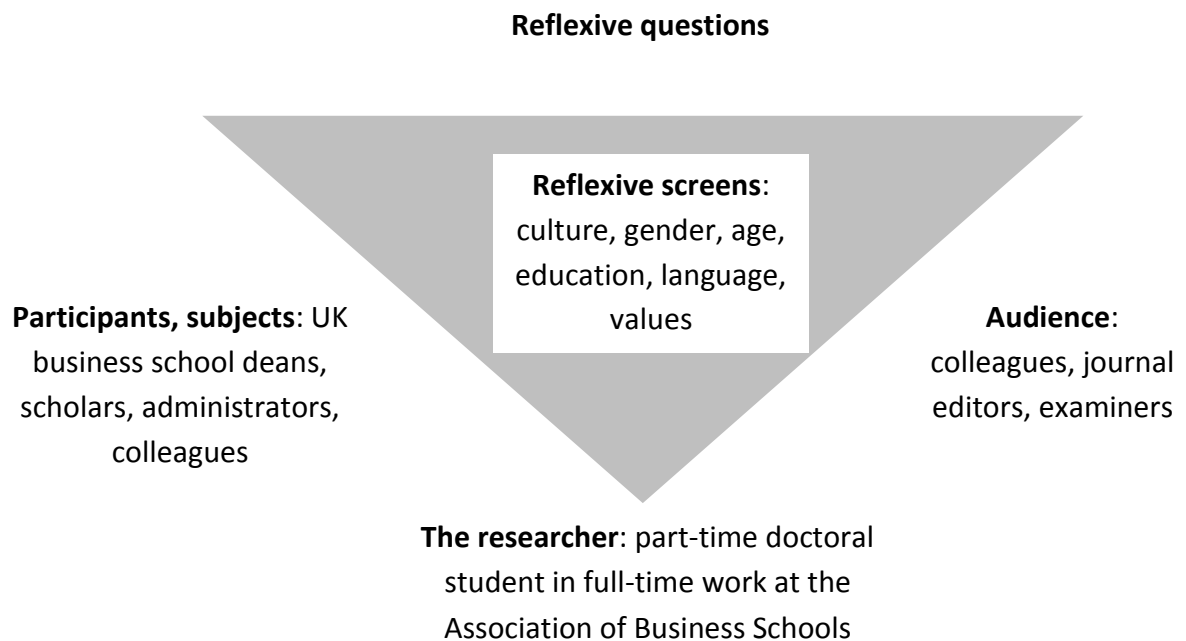 Reflexive questions
Reflexive screens:
culture, gender, age,
education, language,
values
Participants, subjects: UK
business school deans,
scholars, administrators,
colleagues
Audience:
colleagues, journal
editors, examiners
The researcher: part-time doctoral
student in full-time work at the
Association of Business Schools